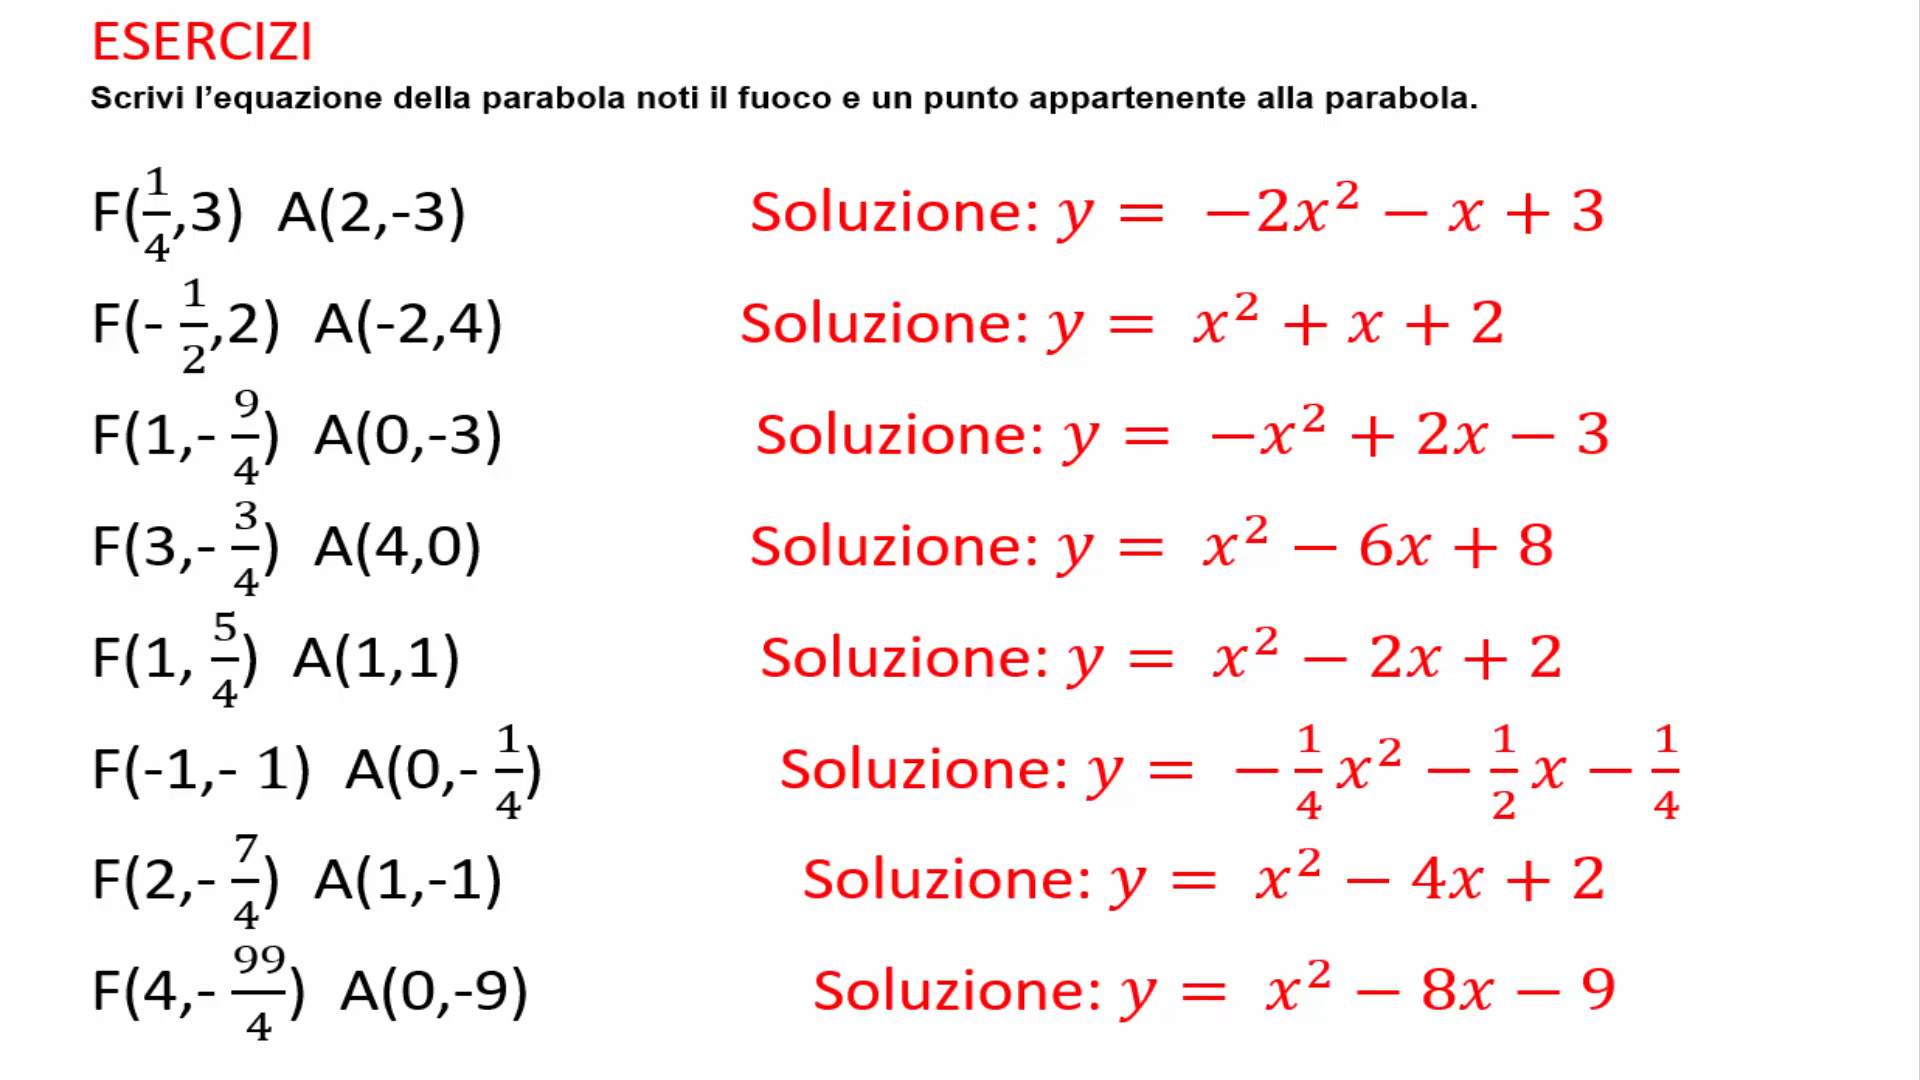 ESERCIZI
Scrivi l’equazione della parabola noti il fuoco e un punto appartenente alla parabola.
F(1/4,3) A(2,-3) Soluzione: y = −2x² − x + 3
F(- 1/2,2) A(-2,4) Soluzione: y = x² + x + 2
F(1,- 9/4) A(0,-3) Soluzione: y = −x² + 2x − 3
F(3,- 3/4) A(4,0) Soluzione: y = x² − 6x + 8
F(1, 5/4) A(1,1) Soluzione: y = x² − 2x + 2
F(-1,- 1) A(0,- 1/4) Soluzione: y = − 1/4 x² − 1/2 x − 1/4
F(2,- 7/4) A(1,-1) Soluzione: y = x² − 4x + 2
F(4,- 99/4) A(0,-9) Soluzione: y = x² − 8x − 9